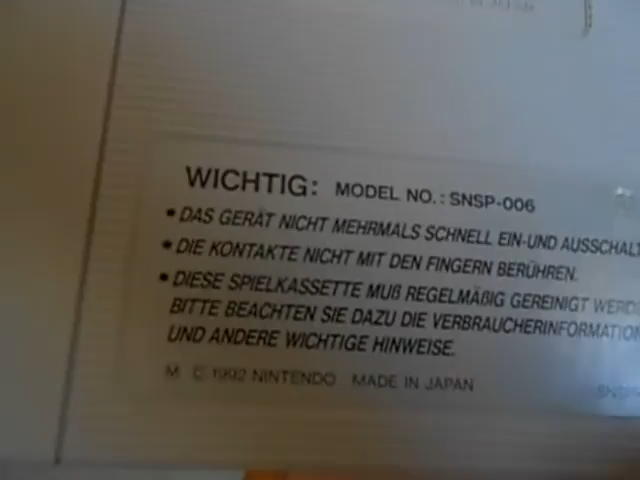 WICHTIG: MODEL NO.: SNSP-006
• DAS GERÄT NICHT MEHRMALS SCHNELL EIN-UND AUSSCHALT
• DIE KONTAKTE NICHT MIT DEN FINGERN BERÜHREN.
• DIESE SPIELKASSETTE MUß REGELMÄßIG GEREINIGT WERD
BITTE BEACHTEN SIE DAZU DIE VERBRAUCHERINFORMATION
UND ANDERE WICHTIGE HINWEISE.
M C 1992 NINTENDO MADE IN JAPAN